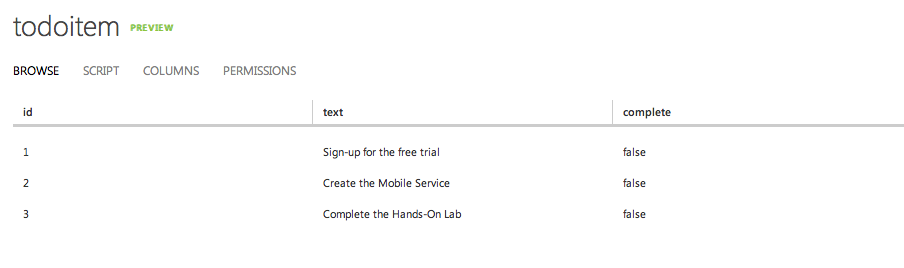 todoitem PREVIEW
BROWSE SCRIPT COLUMNS PERMISSIONS
id text complete
1 Sign-up for the free trial false
2 Create the Mobile Service false
3 Complete the Hands-On Lab false